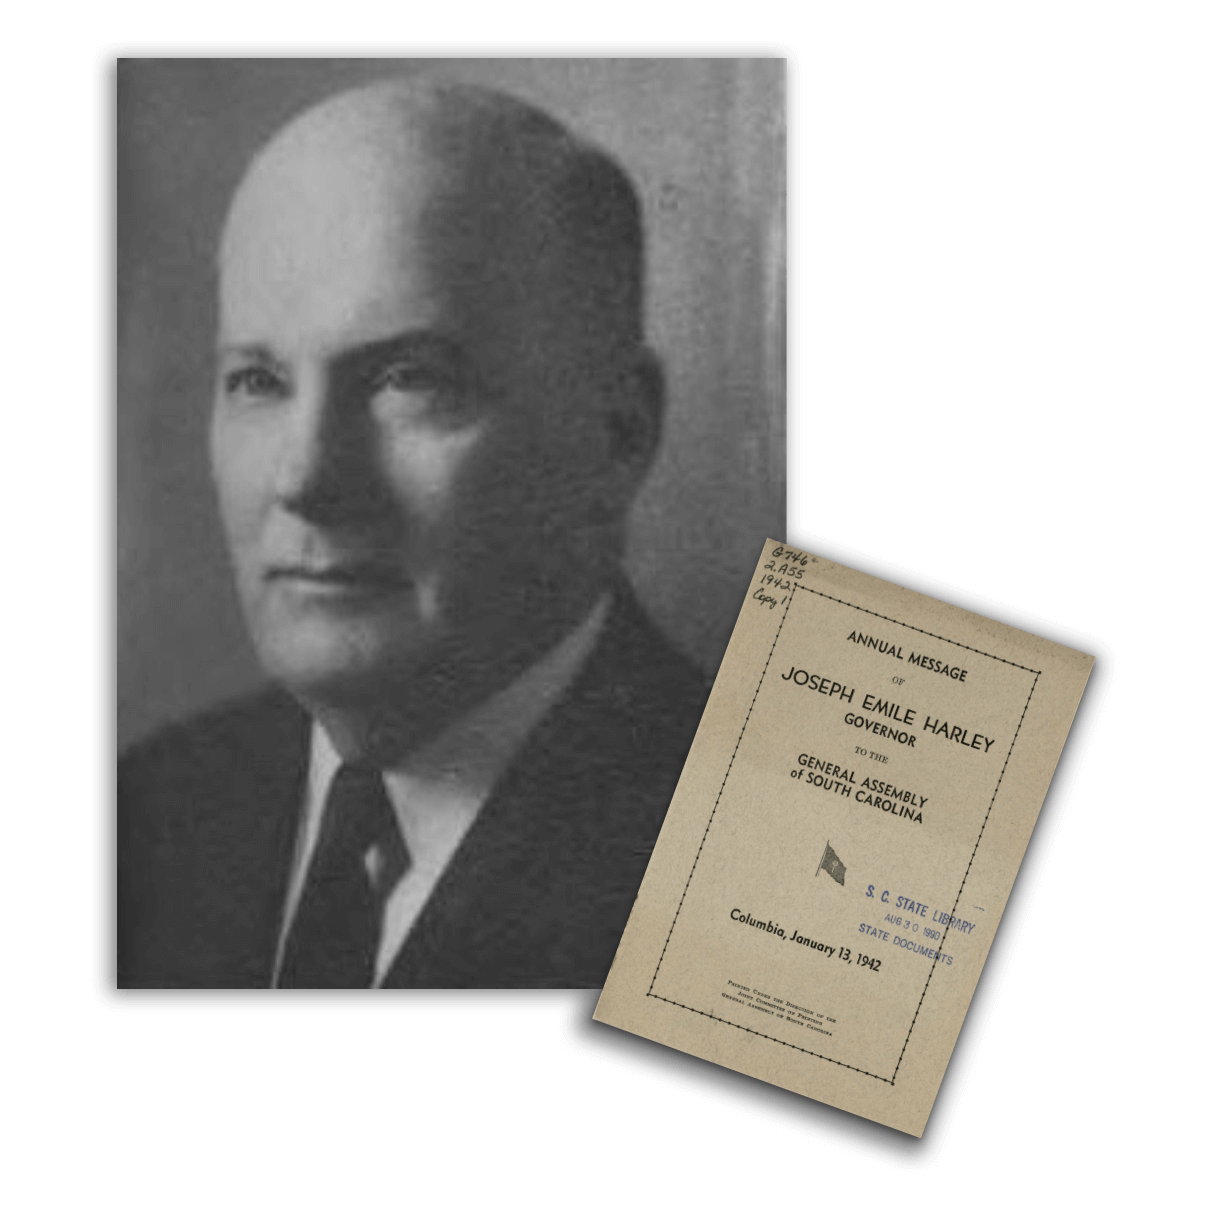 G746
2.A55
1942
Copy 1
ANNUAL MESSAGE
OF
JOSEPH EMILE HARLEY
GOVERNOR
TO THE
GENERAL ASSEMBLY
of SOUTH CAROLINA
S. C. STATE LIBRARY
AUG 30 1990
STATE DOCUMENTS
Columbia, January 13, 1942
PRINTED UNDER THE DIRECTION OF THE
JOINT COMMITTEE ON PRINTING
GENERAL ASSEMBLY OF SOUTH CAROLINA